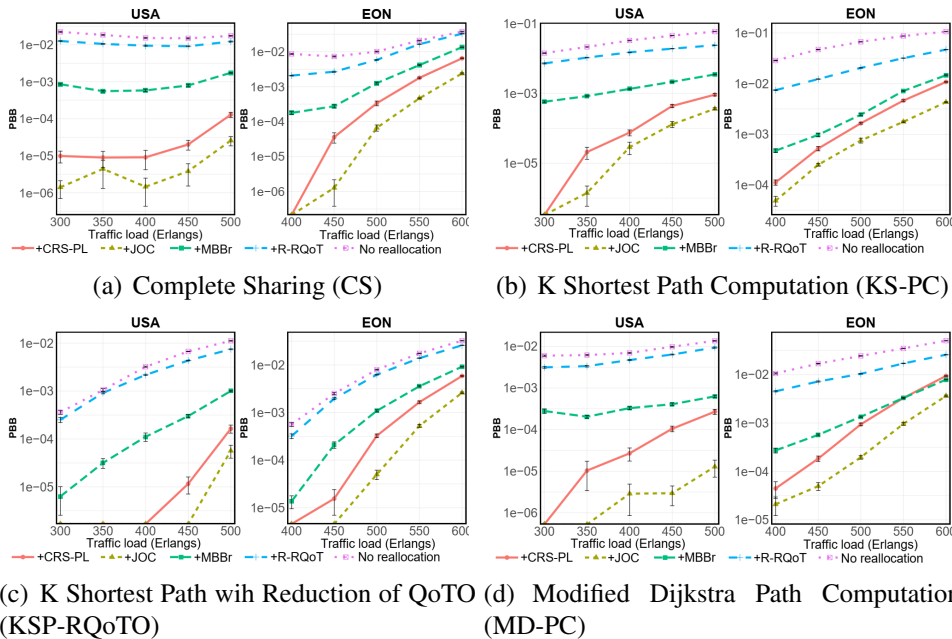 USA
EON
PBB
1e−02
1e−03
1e−04
1e−05
1e−06
300 350 400 450 500
Traffic load (Erlangs)
PBB
1e−02
1e−03
1e−04
1e−05
1e−06
400 450 500 550 600
Traffic load (Erlangs)
+CRS-PL +JOC +MBBr +R-RQoT No reallocation
(a) Complete Sharing (CS)
USA
EON
PBB
1e−01
1e−03
1e−05
300 350 400 450 500
Traffic load (Erlangs)
PBB
1e−01
1e−02
1e−03
1e−04
400 450 500 550 600
Traffic load (Erlangs)
+CRS-PL +JOC +MBBr +R-RQoT No reallocation
(b) K Shortest Path Computation (KS-PC)
USA
EON
PBB
1e−02
1e−03
1e−04
1e−05
300 350 400 450 500
Traffic load (Erlangs)
PBB
1e−02
1e−03
1e−04
1e−05
400 450 500 550 600
Traffic load (Erlangs)
+CRS-PL +JOC +MBBr +R-RQoT No reallocation
(c) K Shortest Path wih Reduction of QoTO
(KSP-RQoTO)
USA
EON
PBB
1e−02
1e−03
1e−04
1e−05
1e−06
300 350 400 450 500
Traffic load (Erlangs)
PBB
1e−02
1e−03
1e−04
1e−05
400 450 500 550 600
Traffic load (Erlangs)
+CRS-PL +JOC +MBBr +R-RQoT No reallocation
(d) Modified Dijkstra Path Computation
(MD-PC)